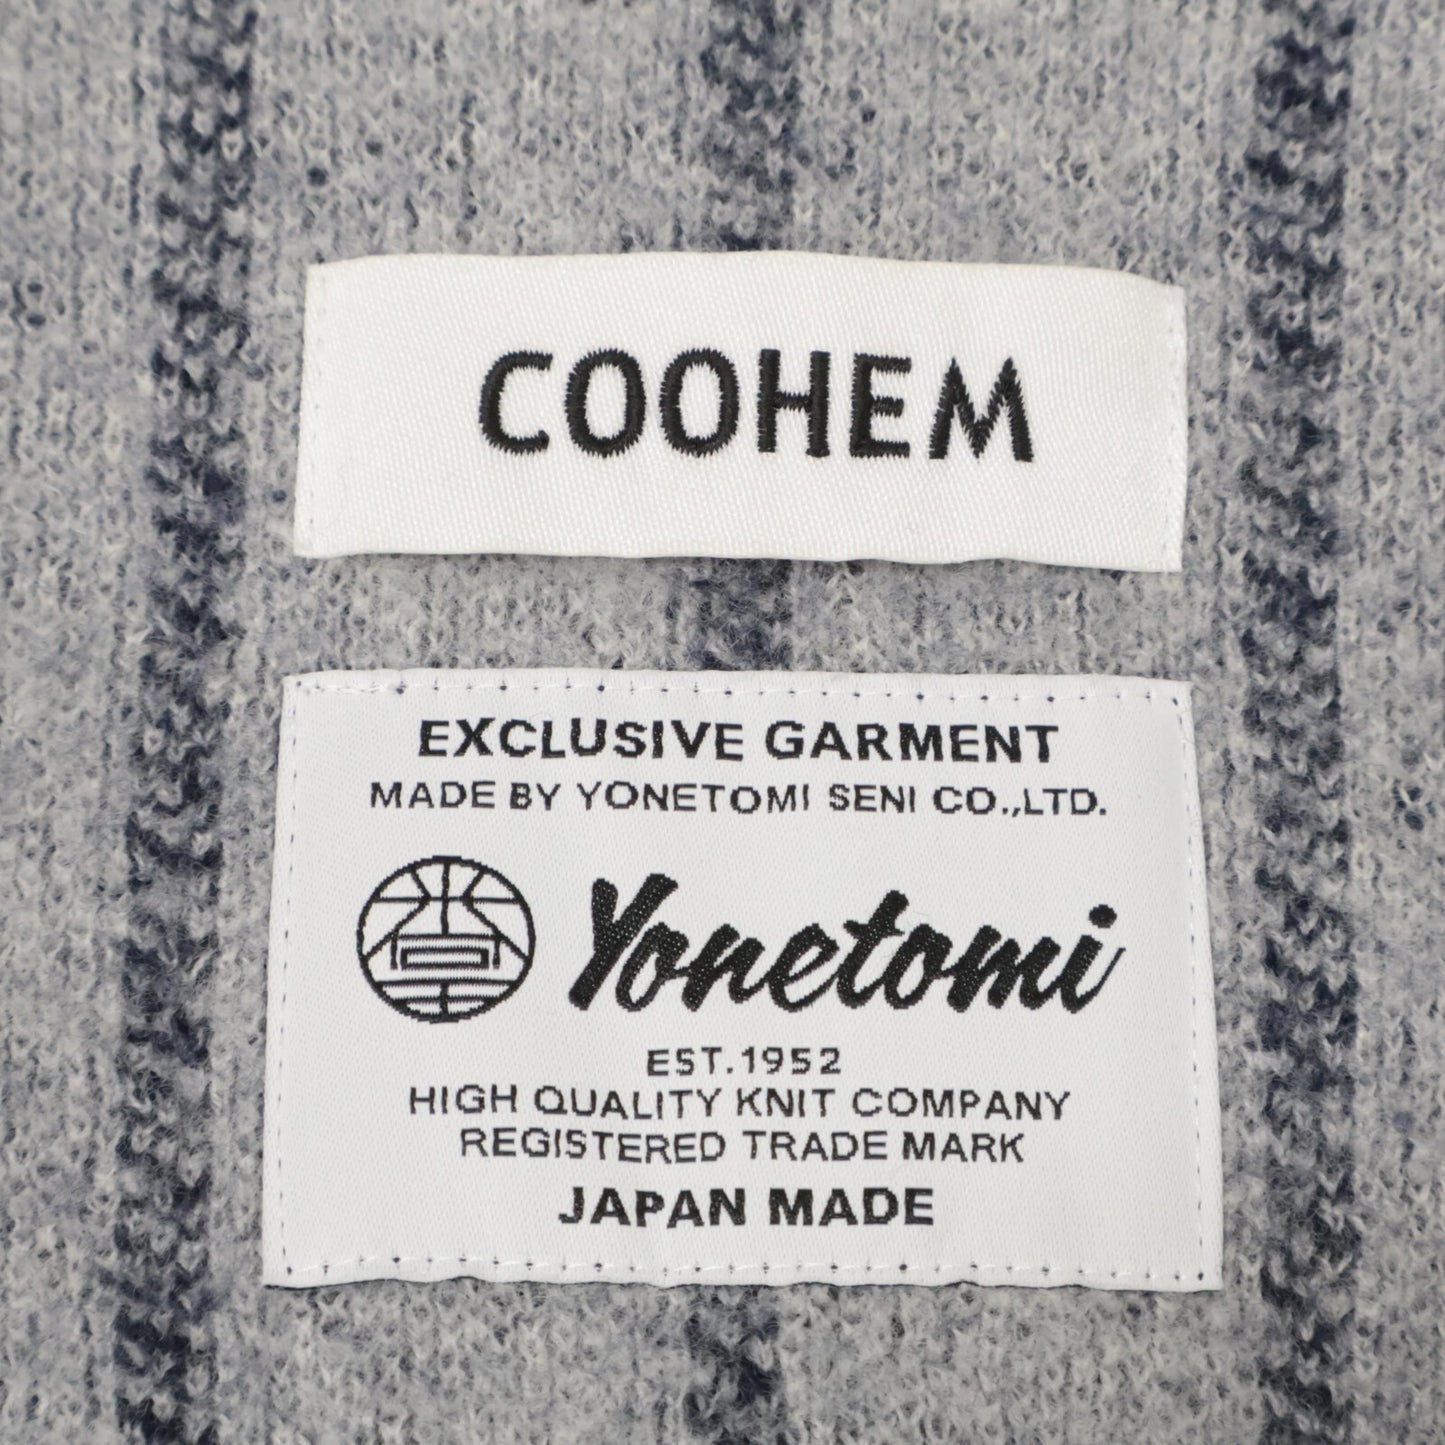 COOHEM
EXCLUSIVE GARMENT
MADE BY YONETOMI SENI CO.,LTD.
Yonetomi
EST.1952
HIGH QUALITY KNIT COMPANY
REGISTERED TRADE MARK
JAPAN MADE